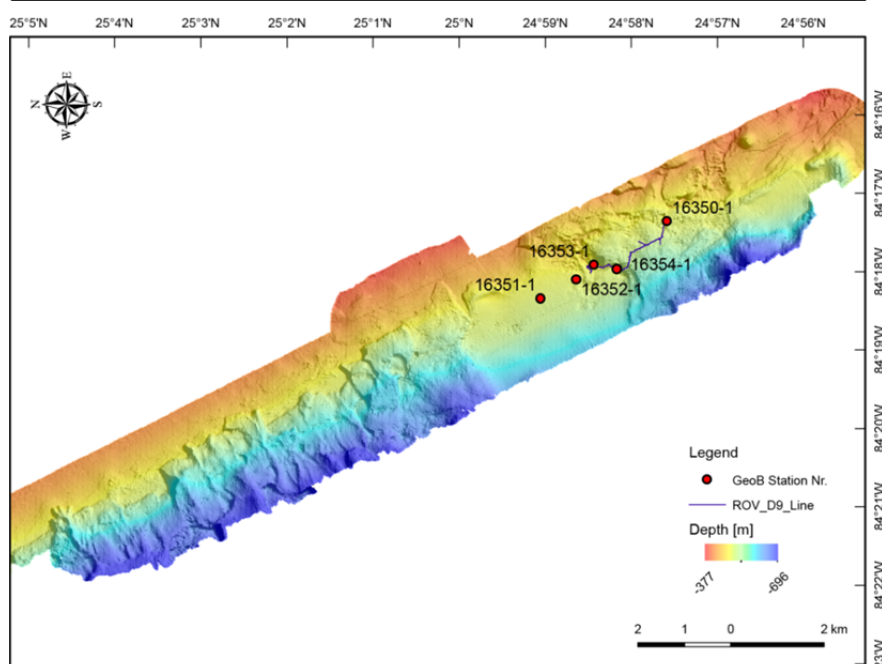 25°5'N 25°4'N 25°3'N 25°2'N 25°1'N 25°N 24°59'N 24°58'N 24°57'N 24°56'N
E
N S
W
84°16'W
84°17'W
84°18'W
84°19'W
84°20'W
84°21'W
84°22'W
3'W
16350-1
16353-1
16354-1
16351-1
16352-1
Legend
GeoB Station Nr.
ROV_D9_Line
Depth [m]
-377 -696
2 1 0 2 km